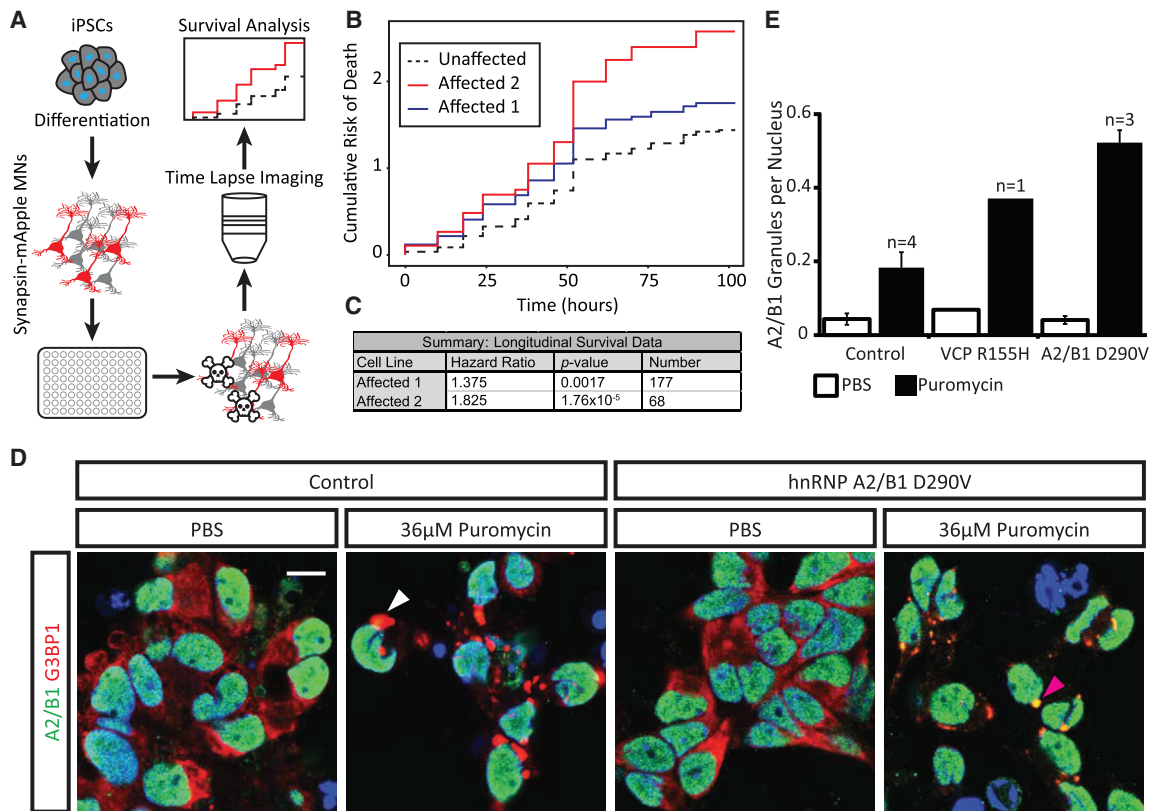 A
iPSCs
Differentiation
Synapsin-mApple MNs
Survival Analysis
Time Lapse Imaging
B
Cumulative Risk of Death
2
1
0
Unaffected
Affected 2
Affected 1
0
25
50
75
100
Time (hours)
C
Summary: Longitudinal Survival Data
Cell Line Hazard Ratio p-value Number
Affected 1 1.375 0.0017 177
Affected 2 1.825 1.76x10-5 68
E
A2/B1 Granules per Nucleus
0.6
0.4
0.2
0
n=4
n=1
n=3
Control
VCP R155H
A2/B1 D290V
PBS
Puromycin
D
Control
hnRNP A2/B1 D290V
PBS
36µM Puromycin
PBS
36µM Puromycin
A2/B1 G3BP1